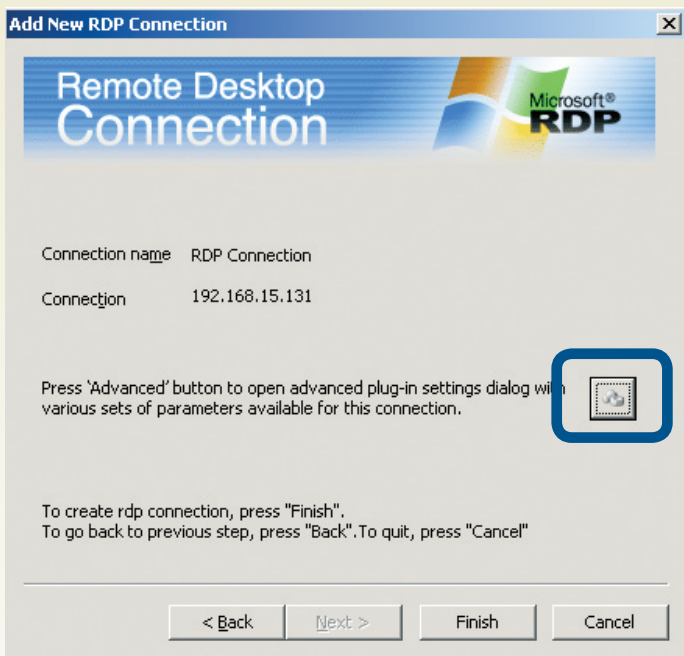 Add New RDP Connection
Remote Desktop
Connection
Microsoft®
RDP
Connection name RDP Connection
Connection 192.168.15.131
Press 'Advanced' button to open advanced plug-in settings dialog with
various sets of parameters available for this connection.
To create rdp connection, press "Finish".
To go back to previous step, press "Back".To quit, press "Cancel"
< Back Next > Finish Cancel